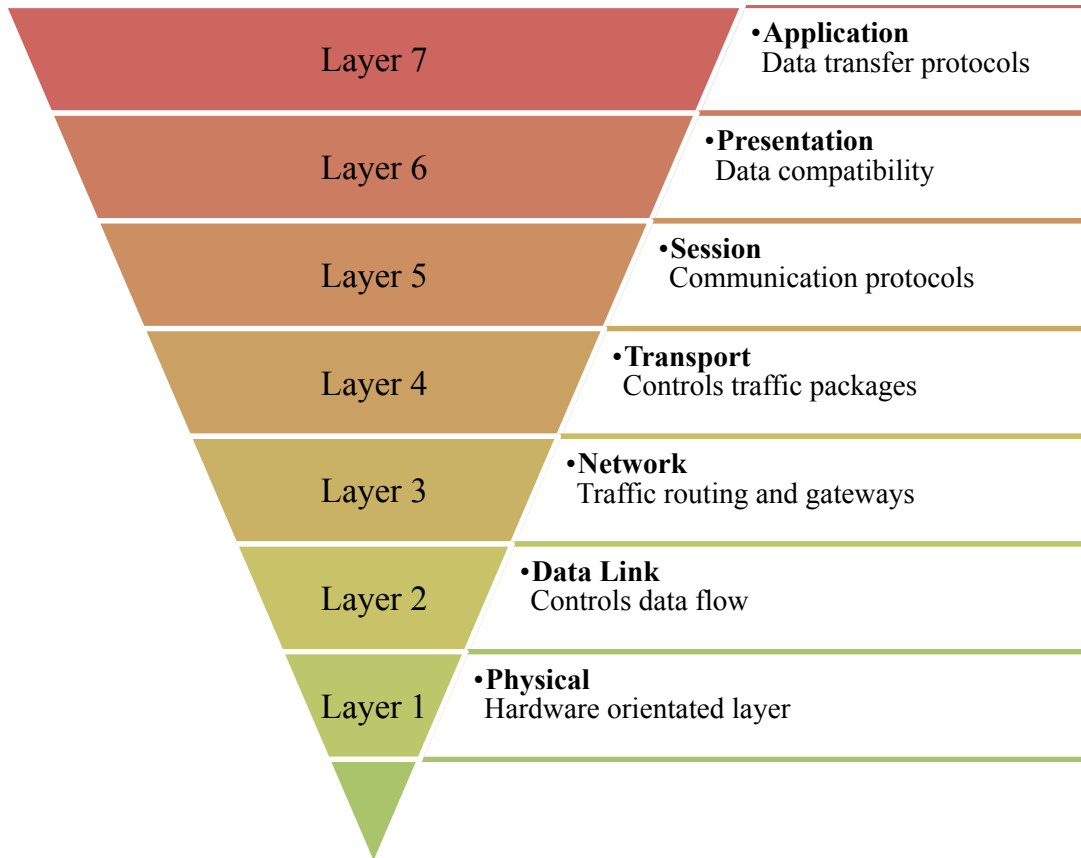 Layer 7
•Application
Data transfer protocols
Layer 6
•Presentation
Data compatibility
Layer 5
•Session
Communication protocols
Layer 4
•Transport
Controls traffic packages
Layer 3
•Network
Traffic routing and gateways
Layer 2
•Data Link
Controls data flow
Layer 1
•Physical
Hardware orientated layer